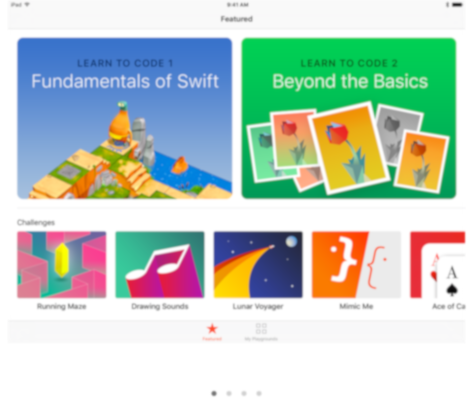 iPad
9:41 AM
Featured
LEARN TO CODE 1
Fundamentals of Swift
LEARN TO CODE 2
Beyond the Basics
Challenges
Running Maze
Drawing Sounds
Lunar Voyager
Mimic Me
A
Ace of Ca
Featured
My Playgrounds